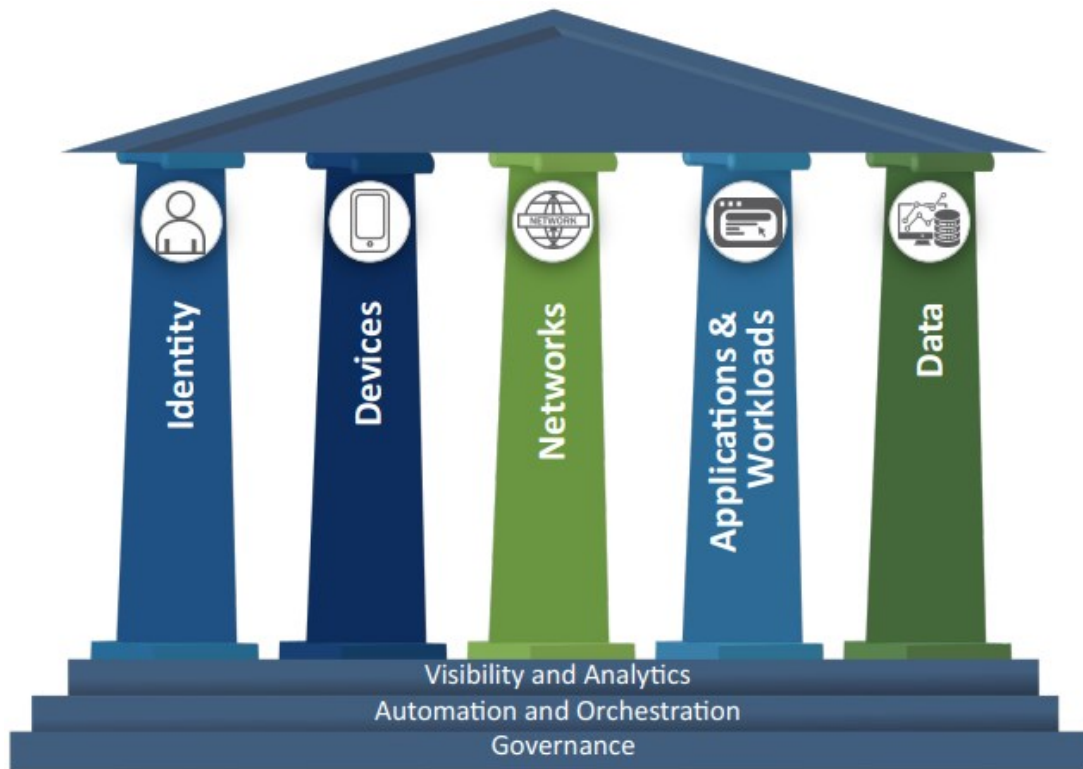 NETWORK
Identity
Devices
Networks
Applications &
Workloads
Data
Visibility and Analytics
Automation and Orchestration
Governance